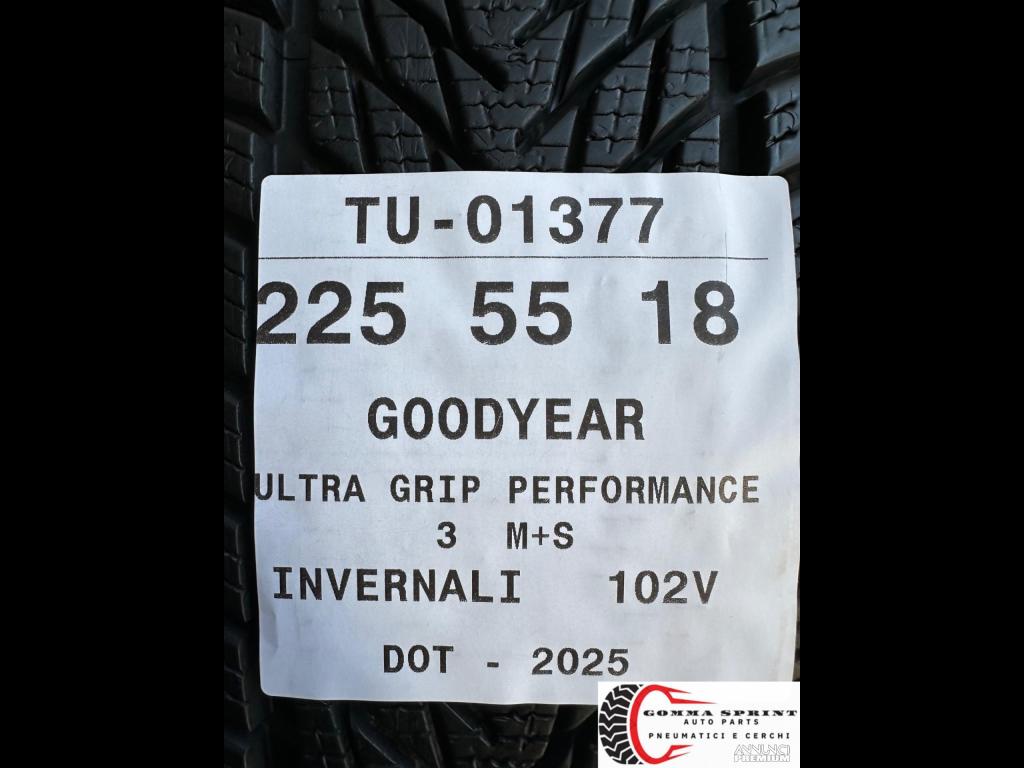 TU-01377
225 55 18
GOODYEAR
ULTRA GRIP PERFORMANCE
3 M+S
INVERNALI 102V
DOT - 2025
GOMMA SPRINT
AUTO PARTS
PNEUMATICI E CERCHI
ANNUNCI
PREMIUM